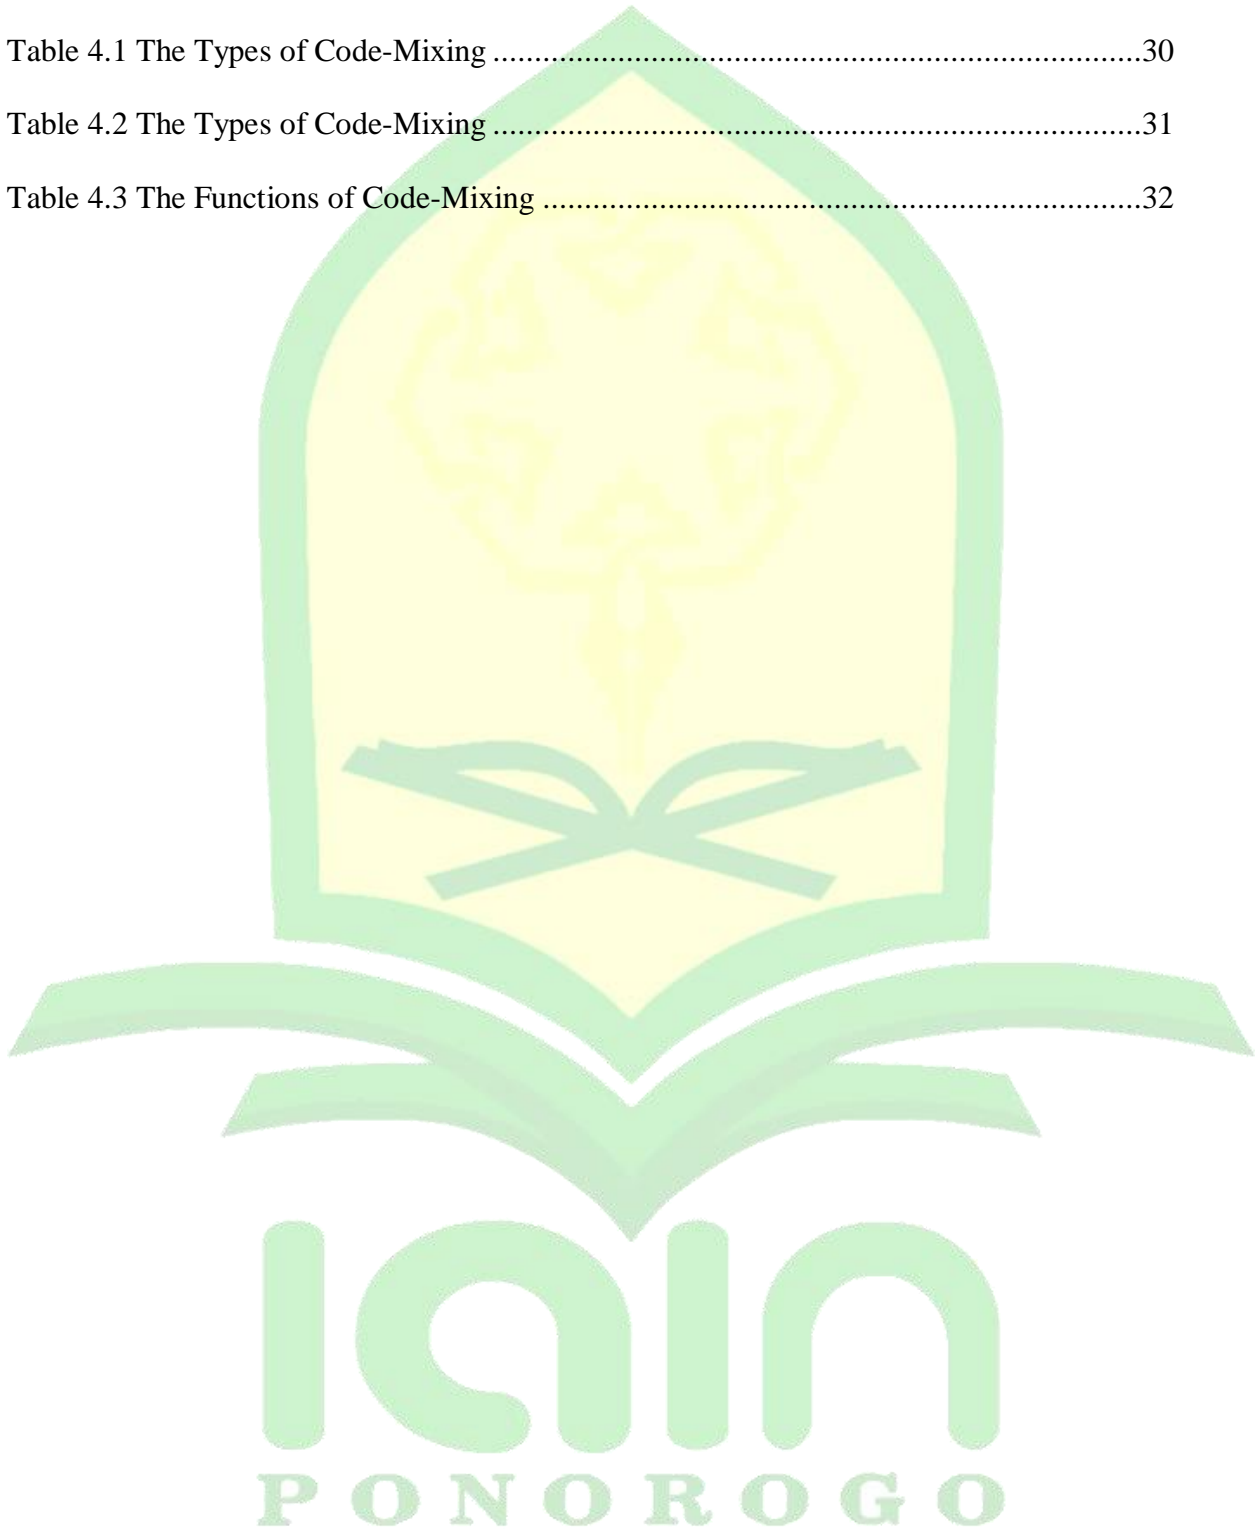 Table 4.1 The Types of Code-Mixing .............................................................................30
Table 4.2 The Types of Code-Mixing .............................................................................31
Table 4.3 The Functions of Code-Mixing .......................................................................32
IAIN
PONOROGO